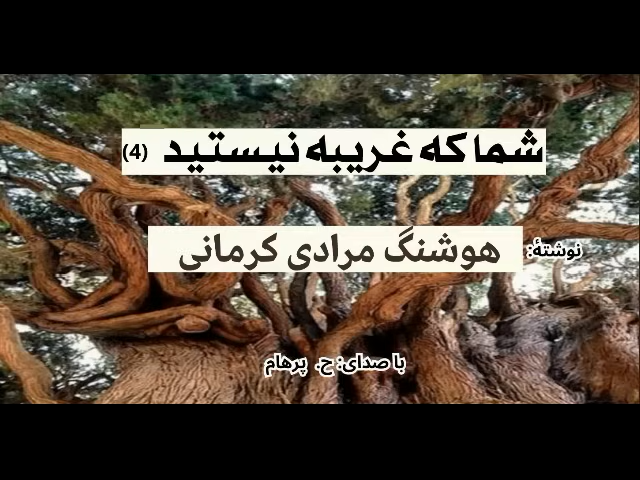 شما که غریبه نیستید (4)
نوشتهٔ: هوشنگ مرادی کرمانی
با صدای: ح. پرهام